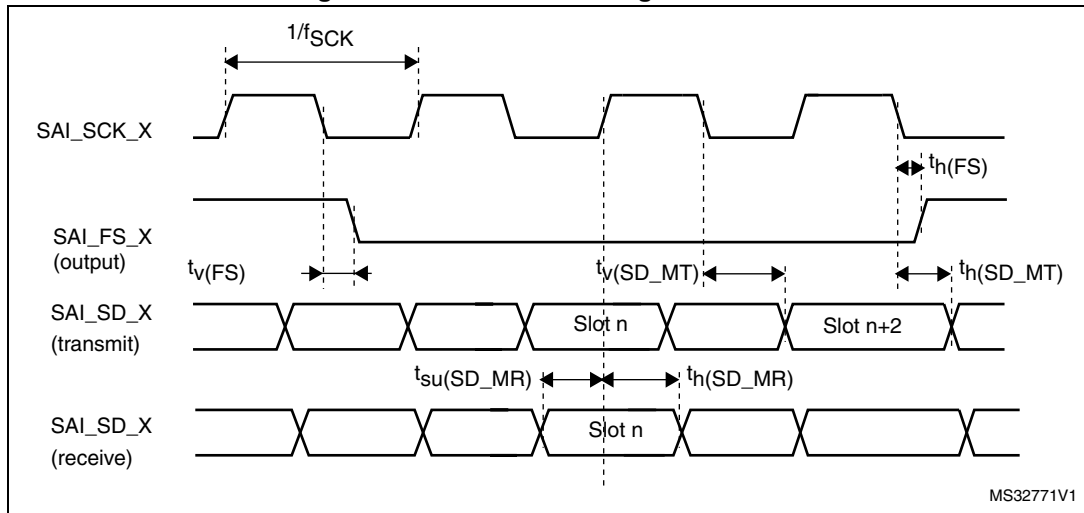 1/fSCK
SAI_SCK_X
th(FS)
SAI_FS_X
(output)
tv(FS)
tv(SD_MT)
th(SD_MT)
SAI_SD_X
(transmit)
Slot n
Slot n+2
tsu(SD_MR)
th(SD_MR)
SAI_SD_X
(receive)
Slot n
MS32771V1